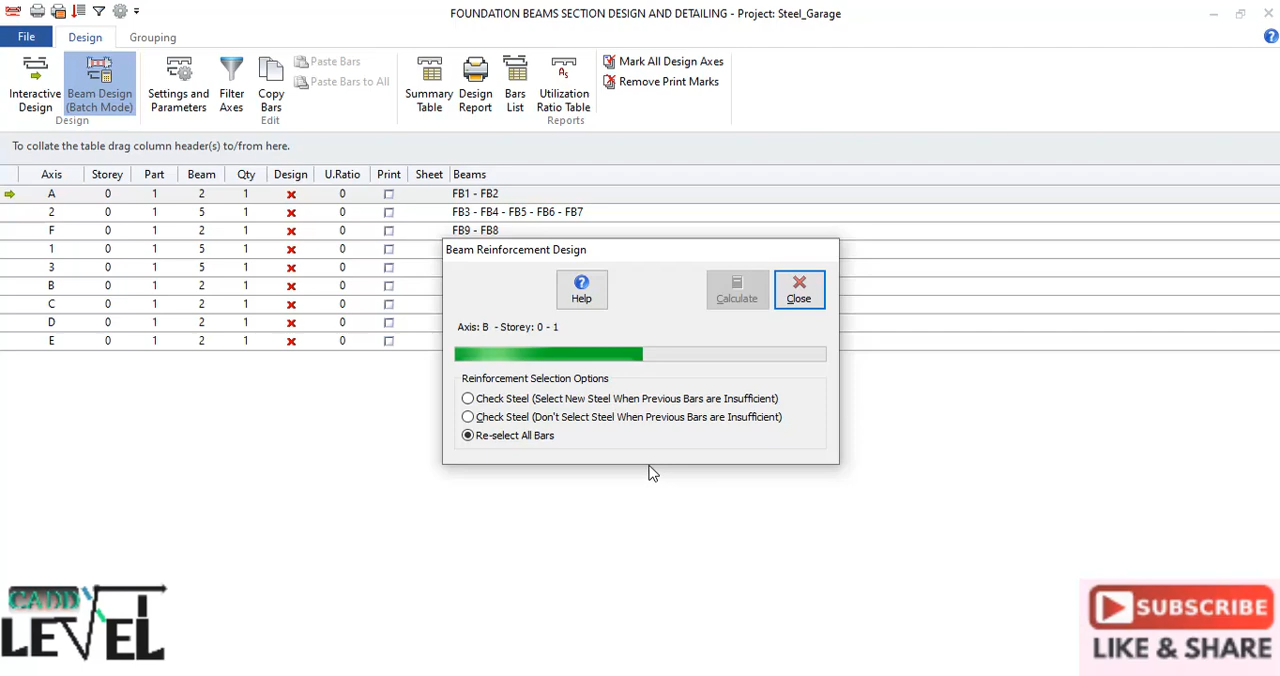 FOUNDATION BEAMS SECTION DESIGN AND DETAILING - Project: Steel_Garage
File Design Grouping
Interactive Design
Beam Design (Batch Mode)
Settings and Parameters
Filter Axes
Copy Bars
Paste Bars
Paste Bars to All
Summary Table
Design Report
Bars List
Utilization Ratio Table
Mark All Design Axes
Remove Print Marks
Design Edit Reports
To collate the table drag column header(s) to/from here.
Axis Storey Part Beam Qty Design U.Ratio Print Sheet Beams
A 0 1 2 1 0 FB1 - FB2
2 0 1 5 1 0 FB3 - FB4 - FB5 - FB6 - FB7
F 0 1 2 1 0 FB9 - FB8
1 0 1 5 1 0
3 0 1 5 1 0
B 0 1 2 1 0
C 0 1 2 1 0
D 0 1 2 1 0
E 0 1 2 1 0
Beam Reinforcement Design
Help Calculate Close
Axis: B - Storey: 0 - 1
Reinforcement Selection Options
Check Steel (Select New Steel When Previous Bars are Insufficient)
Check Steel (Don't Select Steel When Previous Bars are Insufficient)
Re-select All Bars
CADD
LEVEL
SUBSCRIBE
LIKE & SHARE